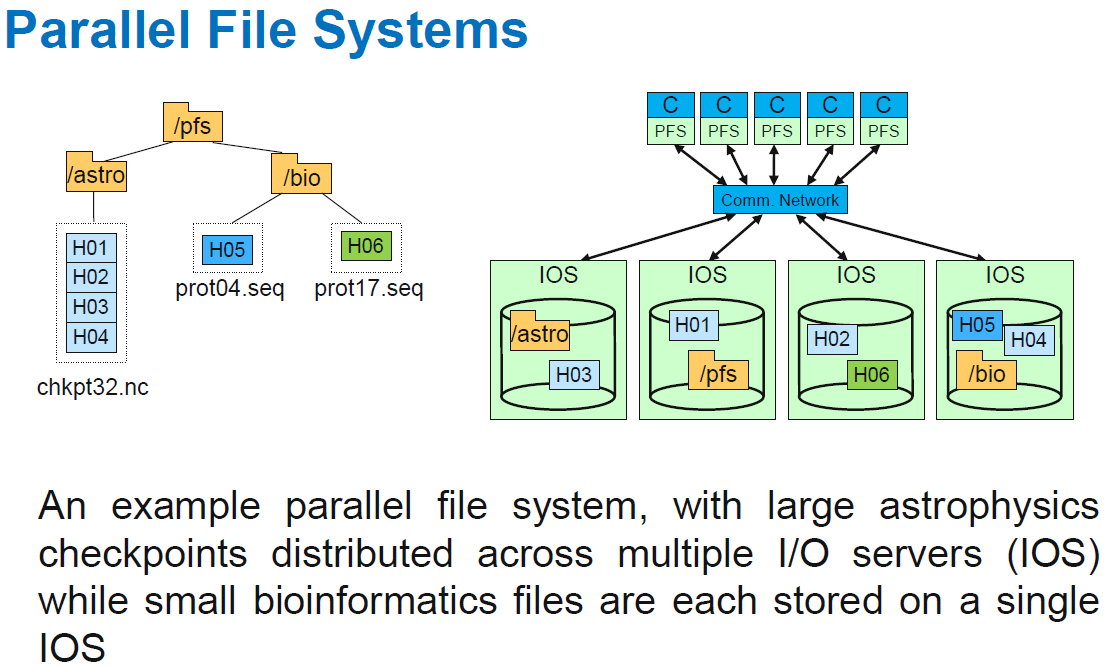 Parallel File Systems
/pfs
/astro
/bio
H01
H02
H03
H04
chkpt32.nc
H05
prot04.seq
H06
prot17.seq
C C C C C
PFS PFS PFS PFS PFS
Comm. Network
IOS
/astro
H03
IOS
H01
/pfs
IOS
H02
H06
IOS
H05
H04
/bio
An example parallel file system, with large astrophysics
checkpoints distributed across multiple I/O servers (IOS)
while small bioinformatics files are each stored on a single
IOS